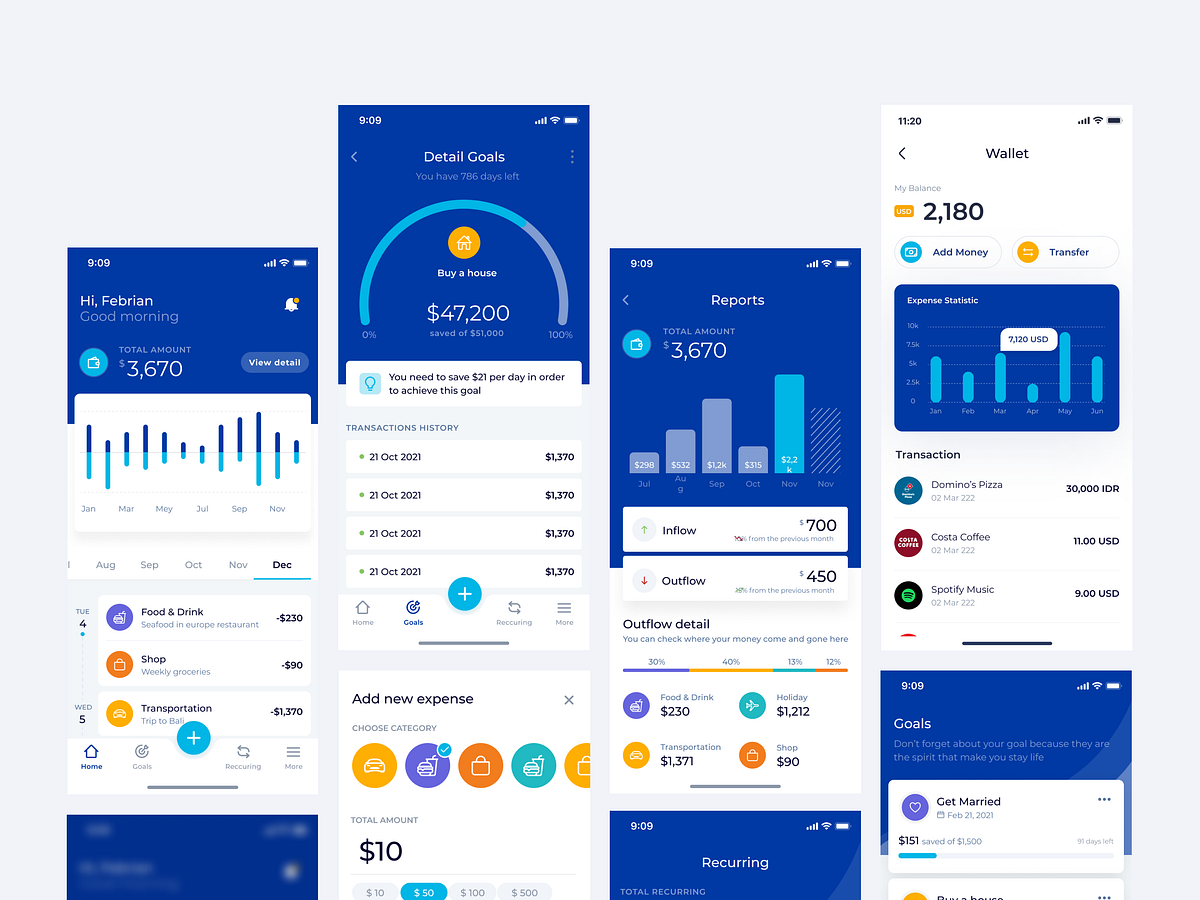 9:09
Hi, Febrian
Good morning
TOTAL AMOUNT
$3,670
View detail
Jan Mar Mey Jul Sep Nov
Aug Sep Oct Nov Dec
TUE
4
Food & Drink
Seafood in europe restaurant
-$230
Shop
Weekly groceries
-$90
WED
5
Transportation
Trip to Bali
-$1,370
Home Goals Reccuring More
9:09
Detail Goals
You have 786 days left
Buy a house
$47,200
saved of $51,000
0% 100%
You need to save $21 per day in order
to achieve this goal
TRANSACTIONS HISTORY
21 Oct 2021 $1,370
21 Oct 2021 $1,370
21 Oct 2021 $1,370
21 Oct 2021 $1,370
Home Goals Reccuring More
Add new expense
CHOOSE CATEGORY
TOTAL AMOUNT
$10
$ 10 $ 50 $ 100 $ 500
9:09
Reports
TOTAL AMOUNT
$3,670
$298 $532 $1,2k $315 $2,2
k
Jul Au
g Sep Oct Nov Nov
Inflow
$700
from the previous month
Outflow
$450
from the previous month
Outflow detail
You can check where your money come and gone here
30% 40% 13% 12%
Food & Drink
$230
Holiday
$1,212
Transportation
$1,371
Shop
$90
9:09
Recurring
TOTAL RECURRING
11:20
Wallet
My Balance
USD 2,180
Add Money Transfer
Expense Statistic
10k
7.5k
5k
2.5k
0
7,120 USD
Jan Feb Mar Apr May Jun
Transaction
Domino's Pizza
02 Mar 222
30,000 IDR
COSTA
COFFEE
Costa Coffee
02 Mar 222
11.00 USD
Spotify Music
02 Mar 222
9.00 USD
9:09
Goals
Don't forget about your goal because they are
the spirit that make you stay life
Get Married
Feb 21, 2021
$151 saved of $1,500
91 days left
Buy a house